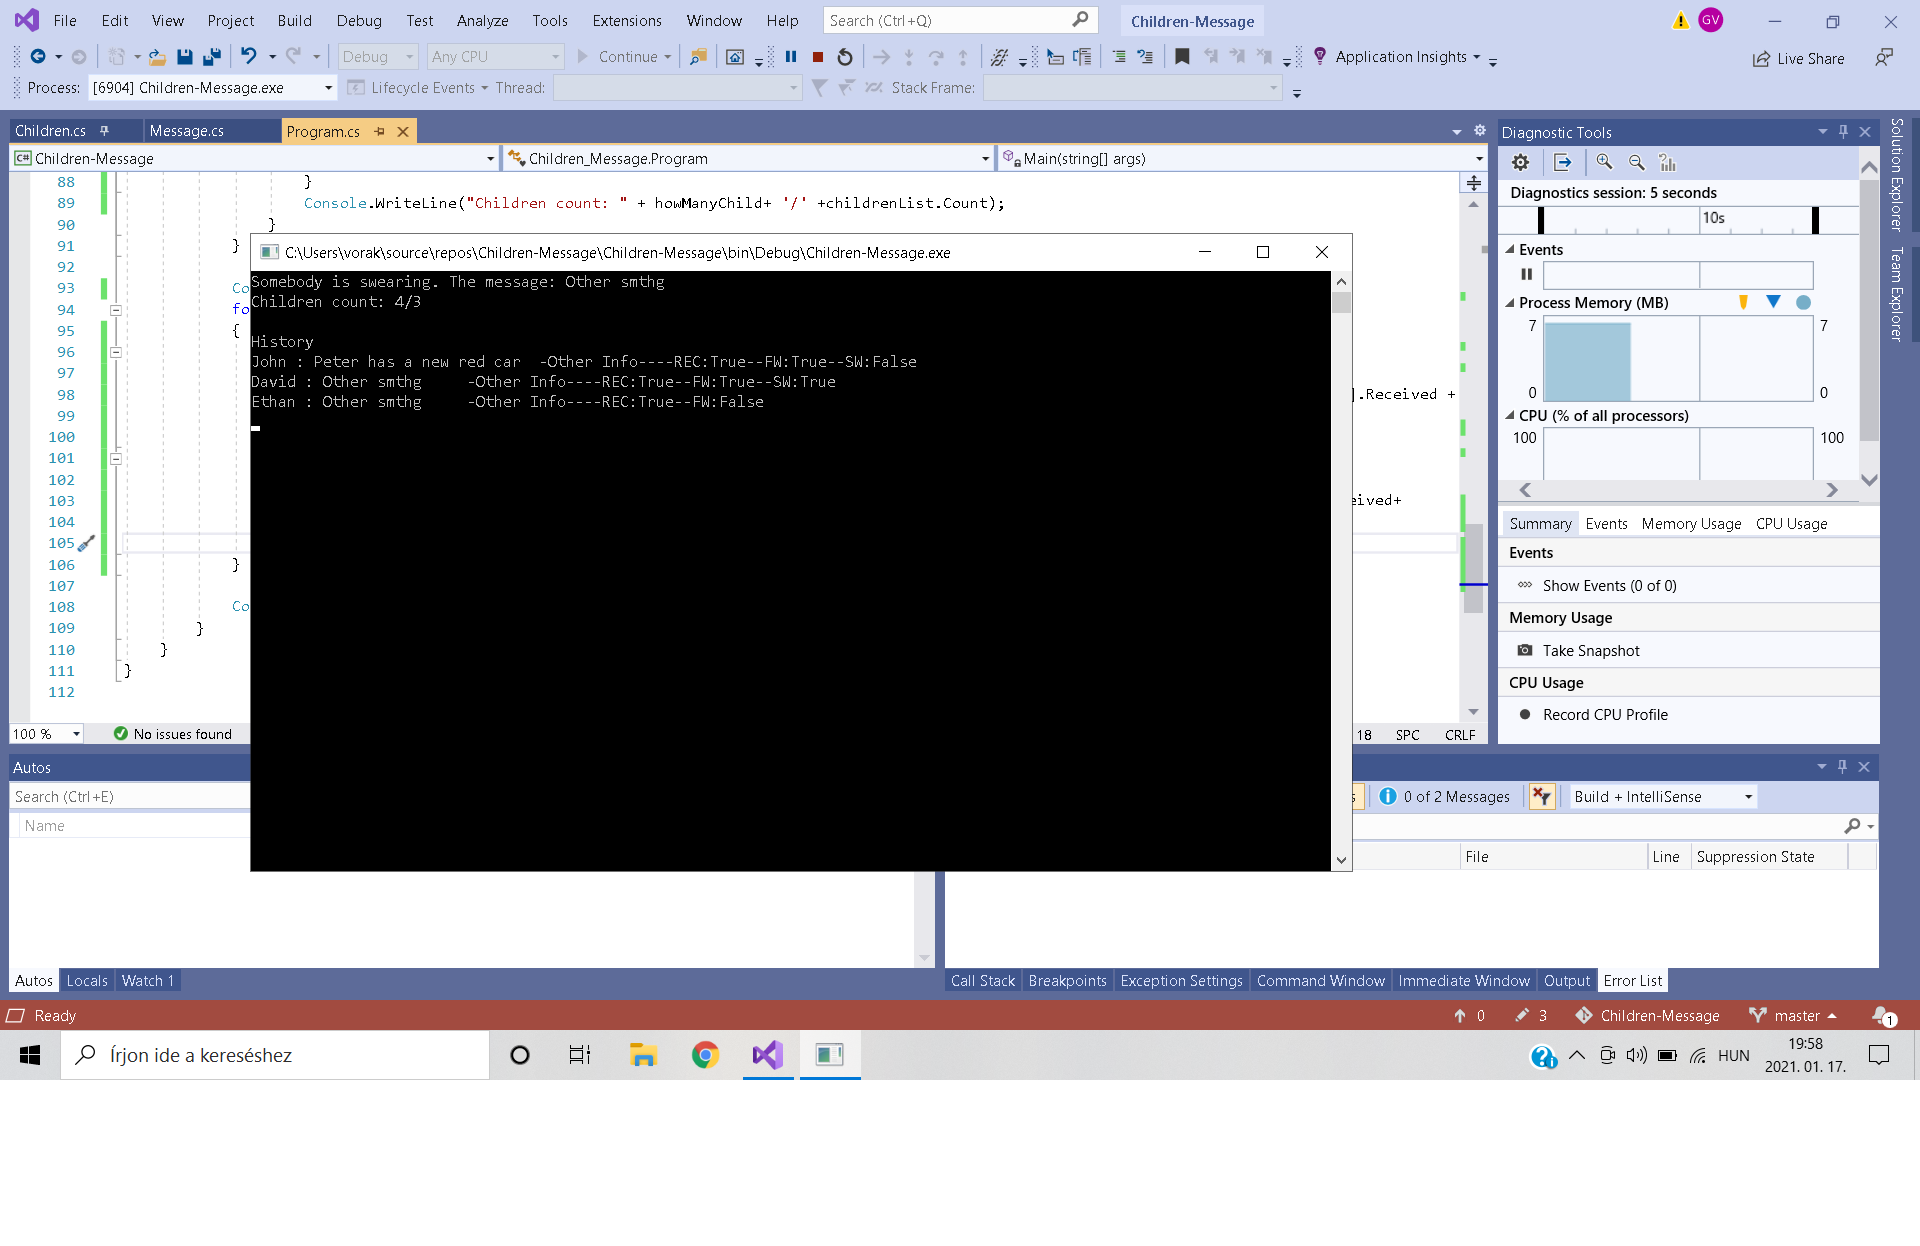 File Edit View Project Build Debug Test Analyze Tools Extensions Window Help Search (Ctrl+Q) Children-Message GV
Debug Any CPU Continue Application Insights Live Share
Process: [6904] Children-Message.exe Lifecycle Events Thread: Stack Frame:
Children.cs Message.cs Program.cs
C# Children-Message Children_Message.Program Main(string[] args)
88 }
89 Console.WriteLine("Children count: " + howManyChild+ '/' +childrenList.Count);
90 }
91 }
92
93 Co
94 fo
95 {
96
97
98 ].Received +
99
100
101
102
103 eived+
104
105
106 }
107
108 Co
109 }
110 }
111 }
112
100 % No issues found 18 SPC CRLF
C:\Users\vorak\source\repos\Children-Message\Children-Message\bin\Debug\Children-Message.exe
Somebody is swearing. The message: Other smthg
Children count: 4/3
History
John : Peter has a new red car -Other Info----REC:True--FW:True--SW:False
David : Other smthg -Other Info----REC:True--FW:True--SW:True
Ethan : Other smthg -Other Info----REC:True--FW:False
Diagnostic Tools
Diagnostics session: 5 seconds
10s
Events
Process Memory (MB)
7 7
0 0
CPU (% of all processors)
100 100
Summary Events Memory Usage CPU Usage
Events
Show Events (0 of 0)
Memory Usage
Take Snapshot
CPU Usage
Record CPU Profile
Solution Explorer
Team Explorer
Autos
Search (Ctrl+E)
Name
s 0 of 2 Messages Build + IntelliSense
File Line Suppression State
Autos Locals Watch 1
Call Stack Breakpoints Exception Settings Command Window Immediate Window Output Error List
Ready 0 3 Children-Message master 1
Írjon ide a kereséshez HUN
19:58
2021. 01. 17.